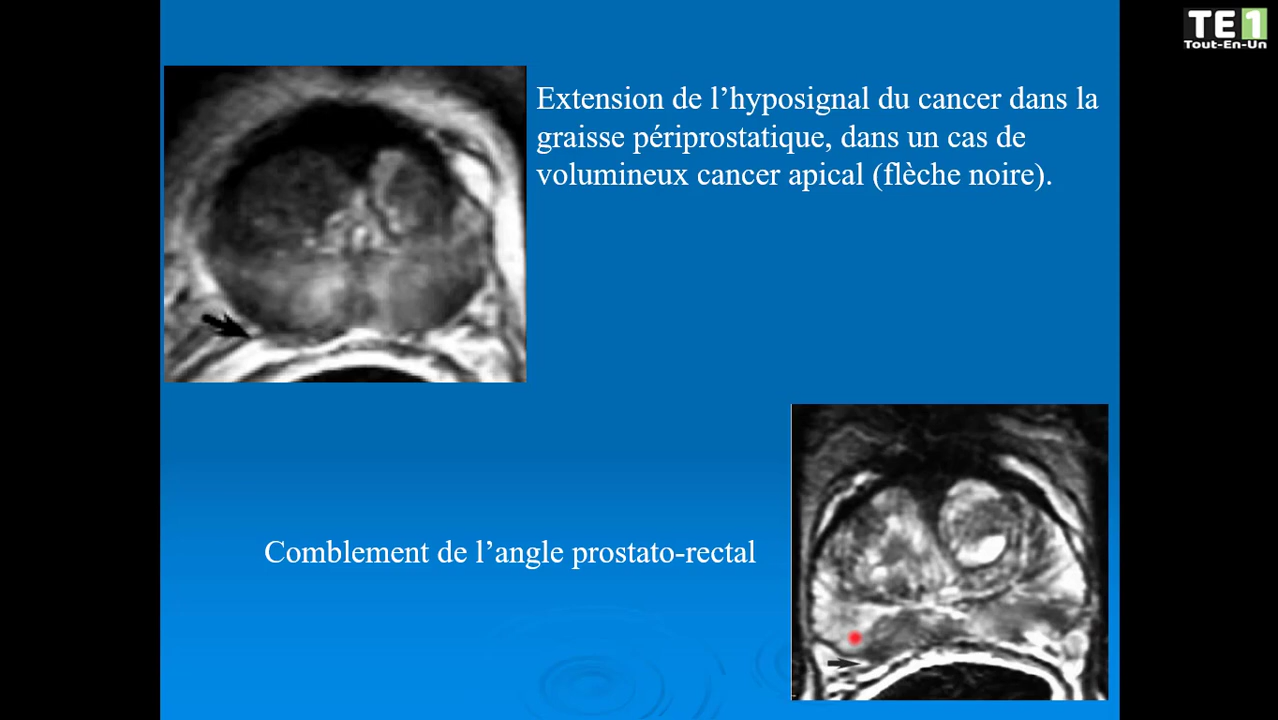 TE1
Tout-En-Un
Extension de l’hyposignal du cancer dans la
graisse périprostatique, dans un cas de
volumineux cancer apical (flèche noire).
Comblement de l’angle prostato-rectal